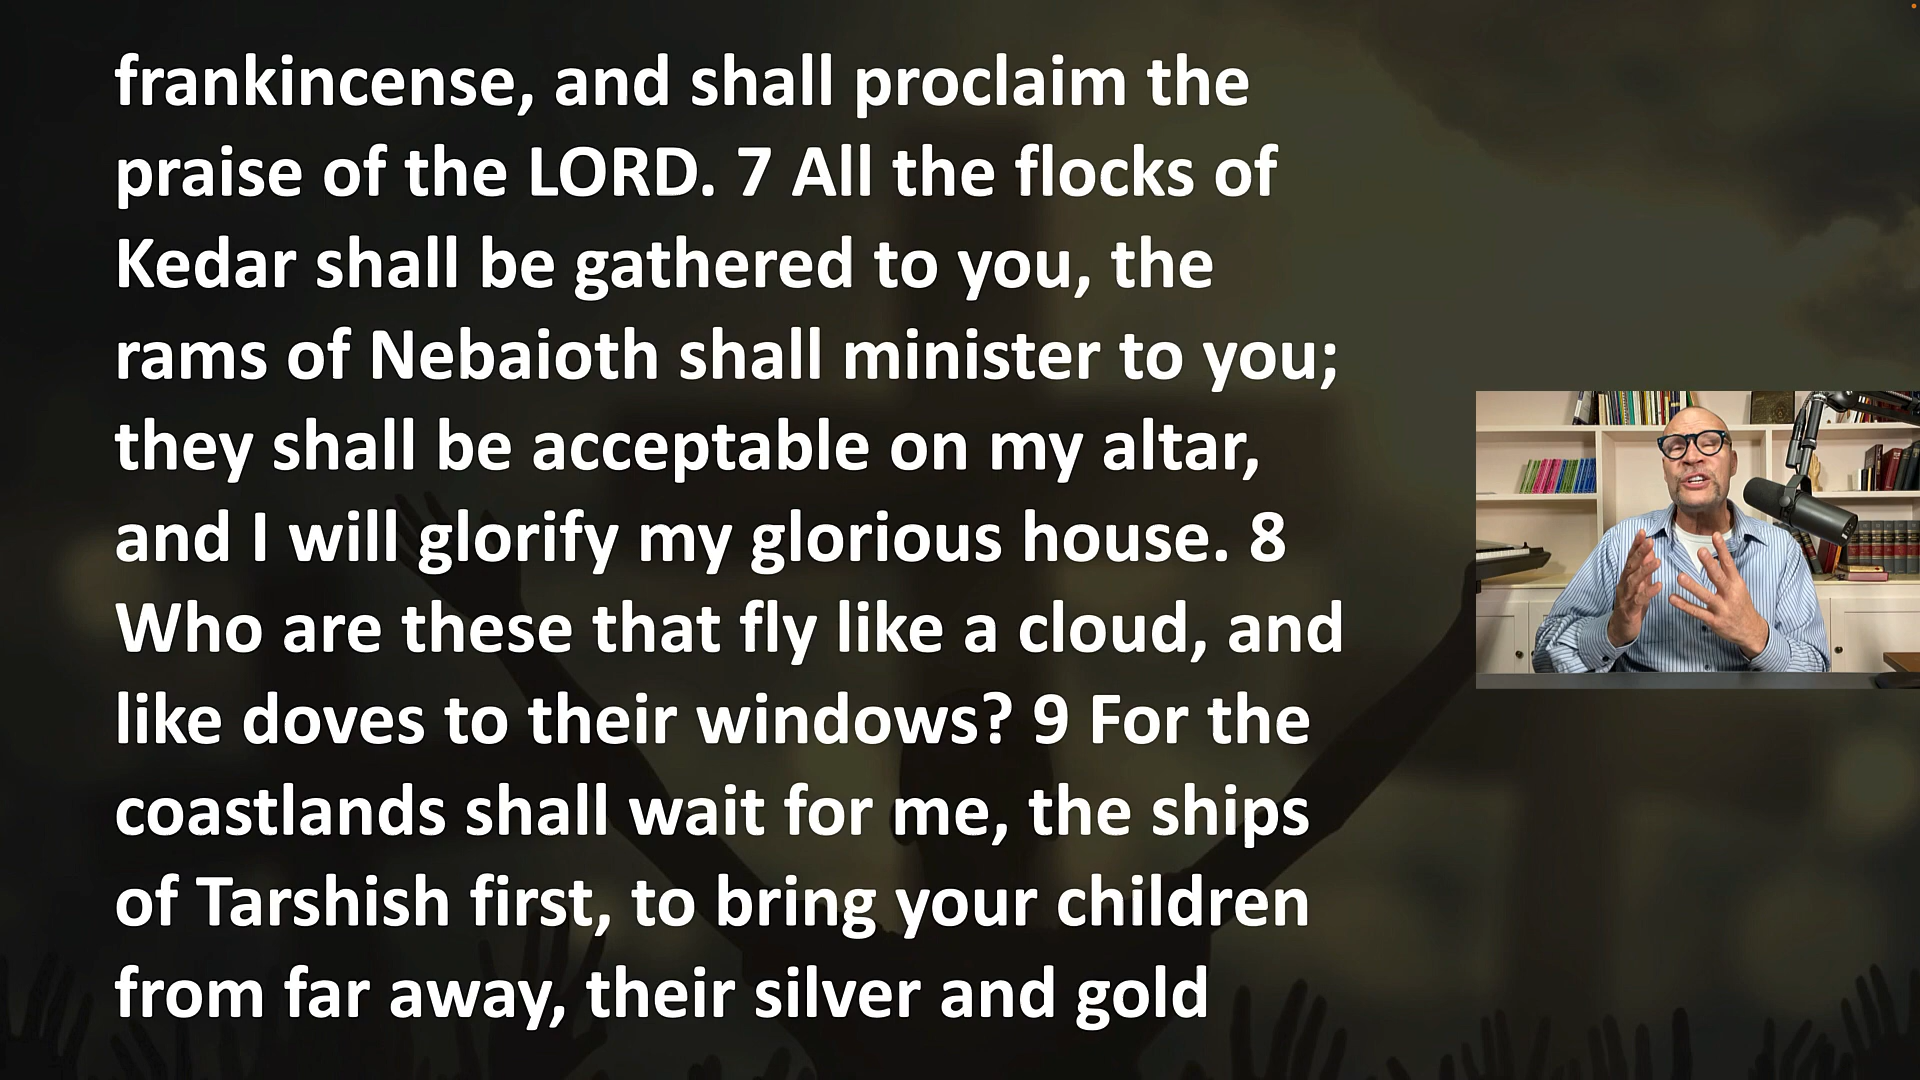 frankincense, and shall proclaim the
praise of the LORD. 7 All the flocks of
Kedar shall be gathered to you, the
rams of Nebaioth shall minister to you;
they shall be acceptable on my altar,
and I will glorify my glorious house. 8
Who are these that fly like a cloud, and
like doves to their windows? 9 For the
coastlands shall wait for me, the ships
of Tarshish first, to bring your children
from far away, their silver and gold